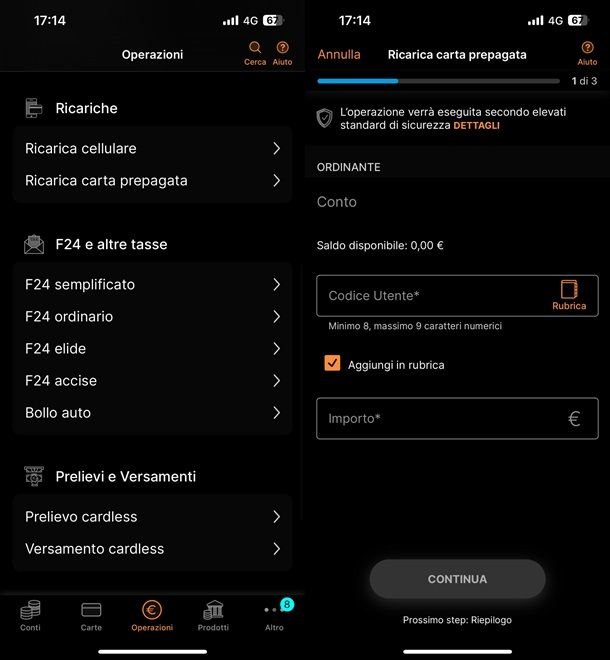 17:14
4G 67
Operazioni
Cerca
Aiuto
Ricariche
Ricarica cellulare
Ricarica carta prepagata
F24 e altre tasse
F24 semplificato
F24 ordinario
F24 elide
F24 accise
Bollo auto
Prelievi e Versamenti
Prelievo cardless
Versamento cardless
8
Conti
Carte
Operazioni
Prodotti
Altro
17:14
4G 67
Annulla
Ricarica carta prepagata
Aiuto
1 di 3
L'operazione verrà eseguita secondo elevati
standard di sicurezza DETTAGLI
ORDINANTE
Conto
Saldo disponibile: 0,00 €
Codice Utente*
Rubrica
Minimo 8, massimo 9 caratteri numerici
Aggiungi in rubrica
Importo*
€
CONTINUA
Prossimo step: Riepilogo